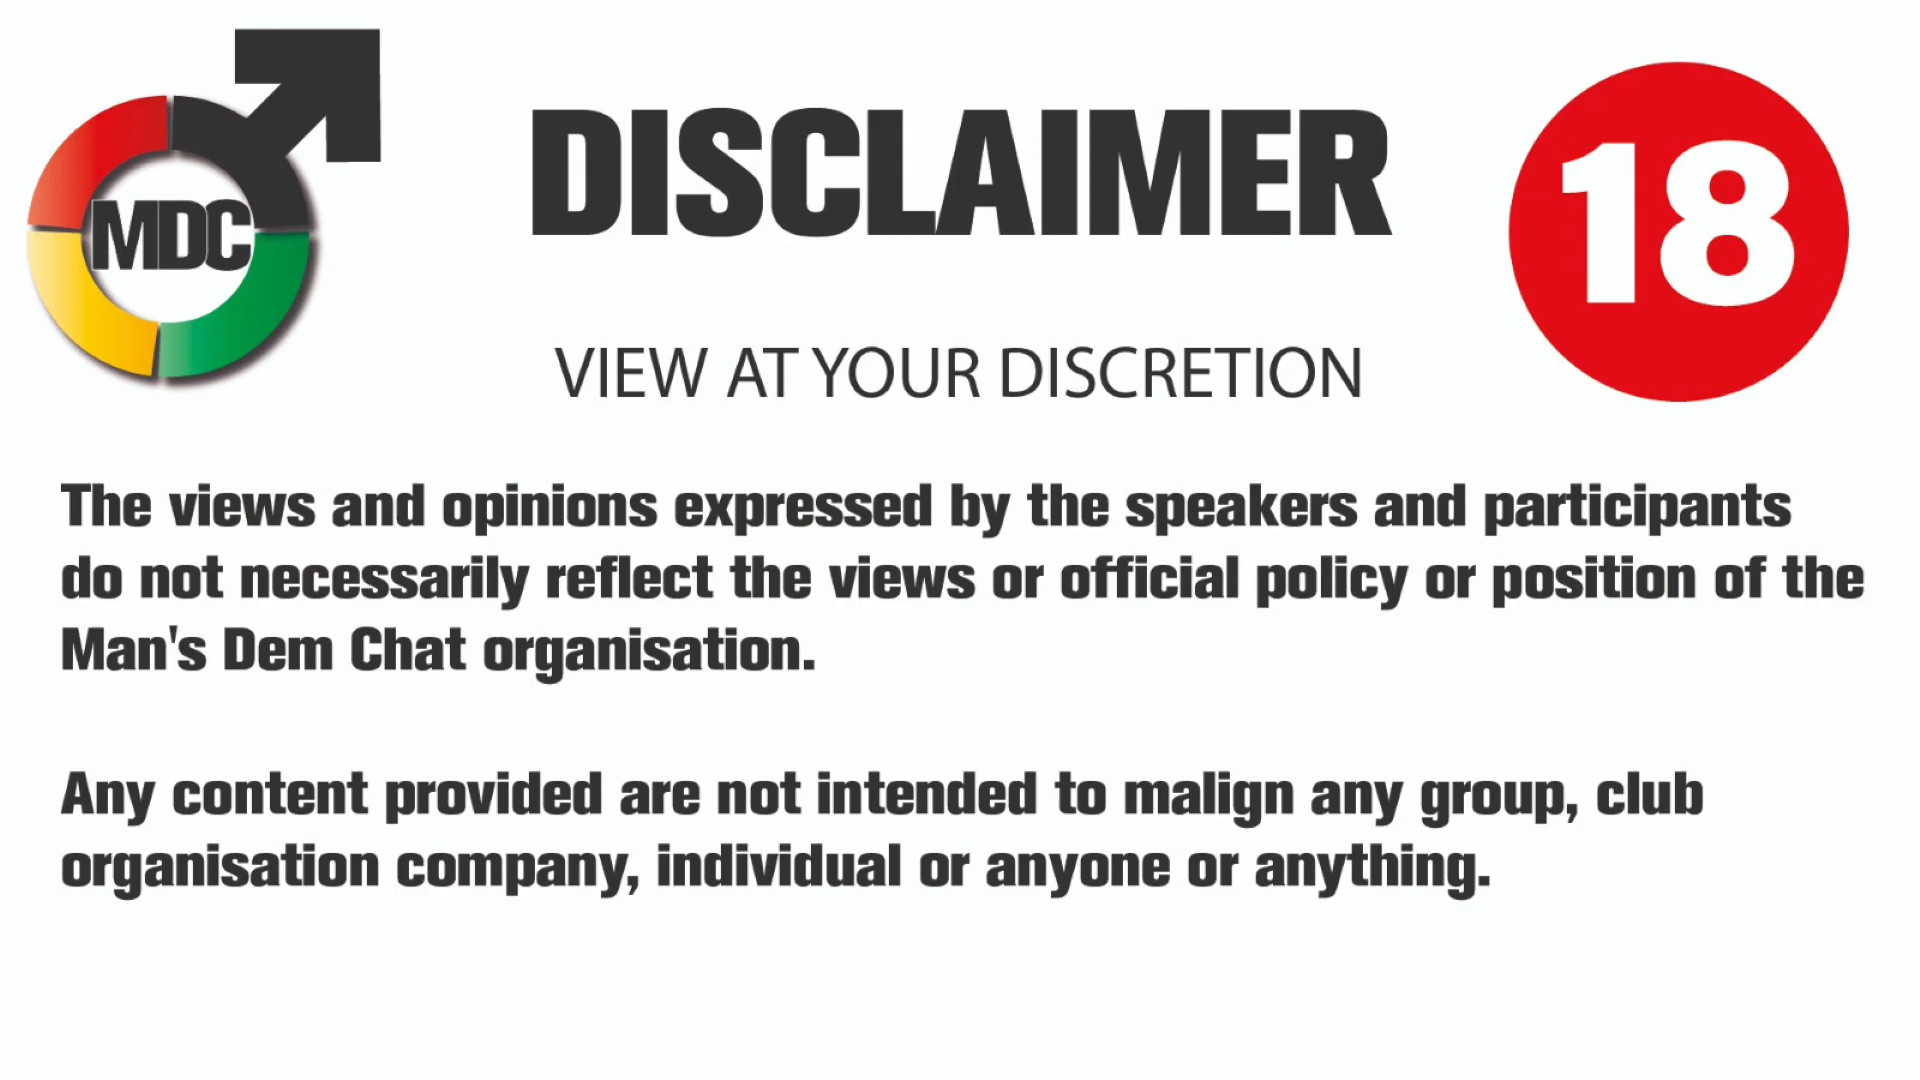 MDC
DISCLAIMER
18
VIEW AT YOUR DISCRETION
The views and opinions expressed by the speakers and participants
do not necessarily reflect the views or official policy or position of the
Man's Dem Chat organisation.
Any content provided are not intended to malign any group, club
organisation company, individual or anyone or anything.